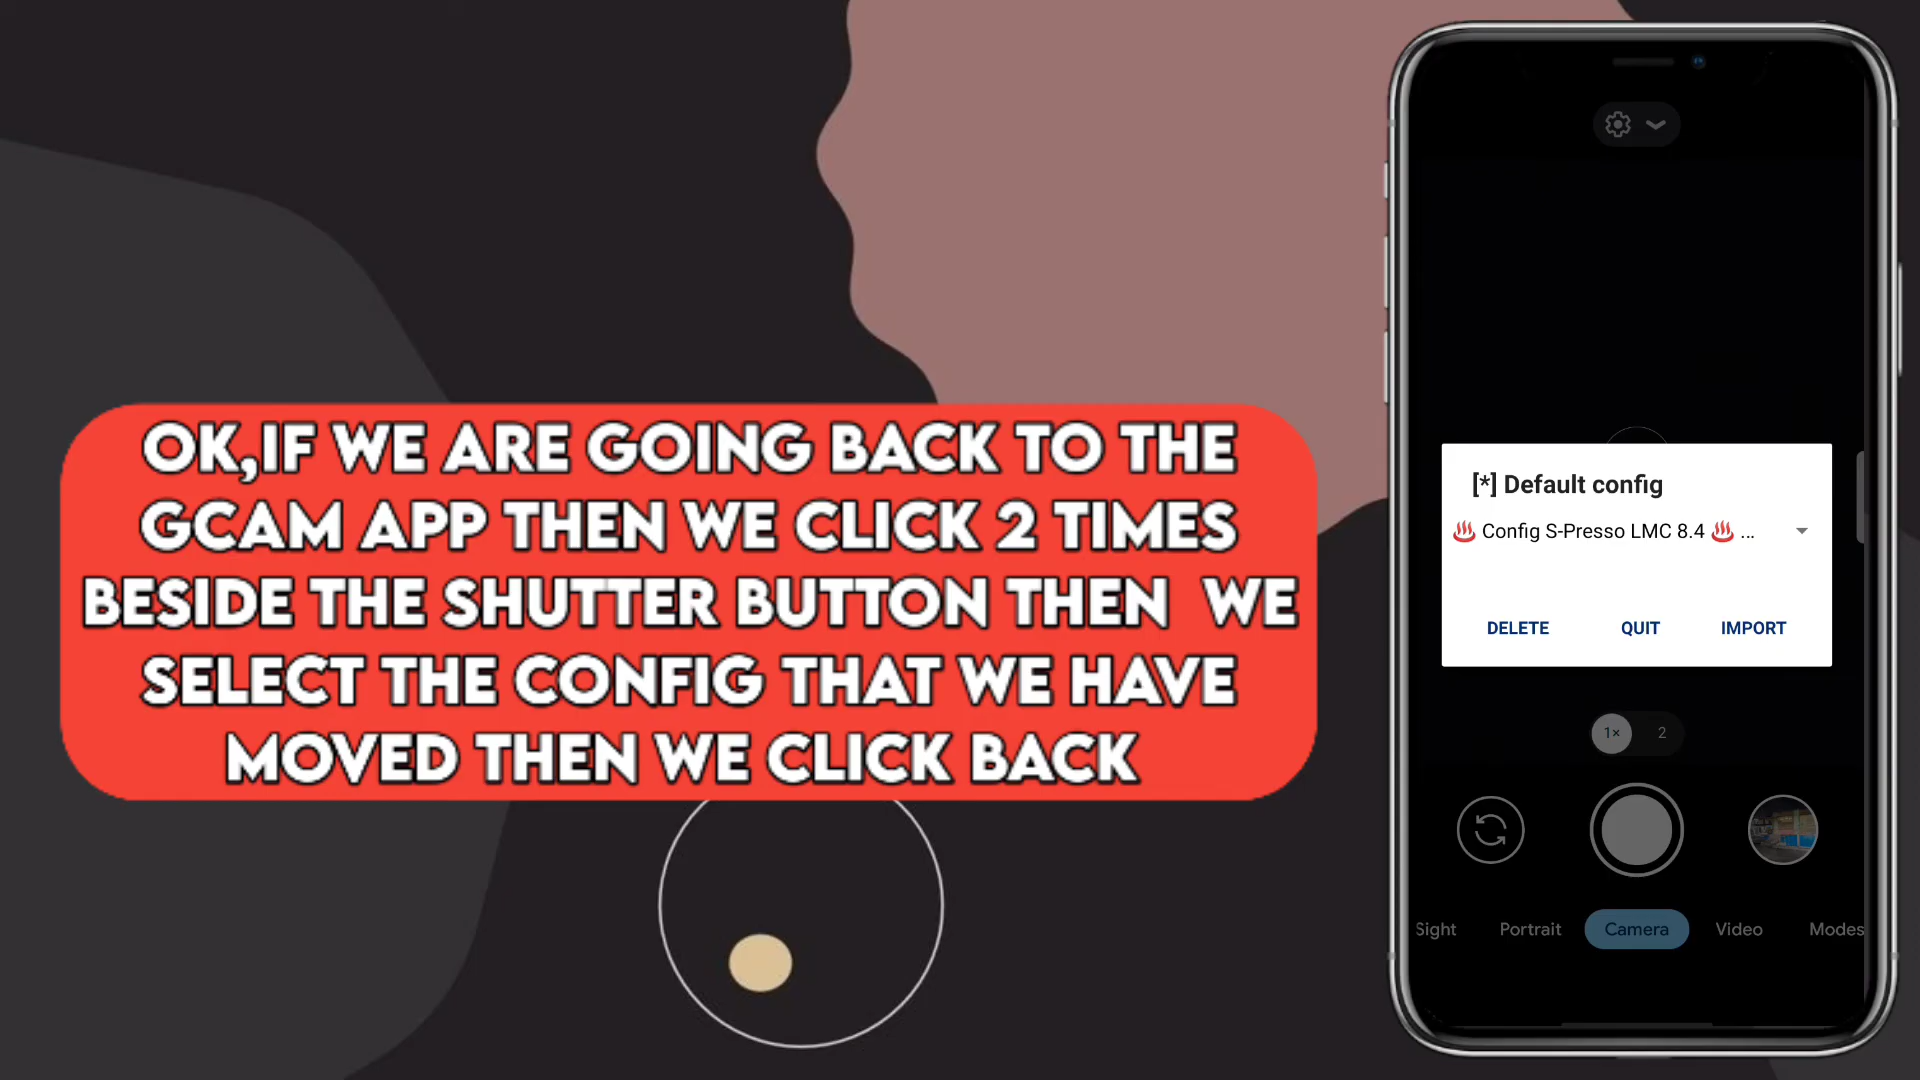 OK,IF WE ARE GOING BACK TO THE
GCAM APP THEN WE CLICK 2 TIMES
BESIDE THE SHUTTER BUTTON THEN WE
SELECT THE CONFIG THAT WE HAVE
MOVED THEN WE CLICK BACK
[*] Default config
♨️ Config S-Presso LMC 8.4 ♨️ ...
DELETE QUIT IMPORT
1× 2
Sight Portrait Camera Video Modes